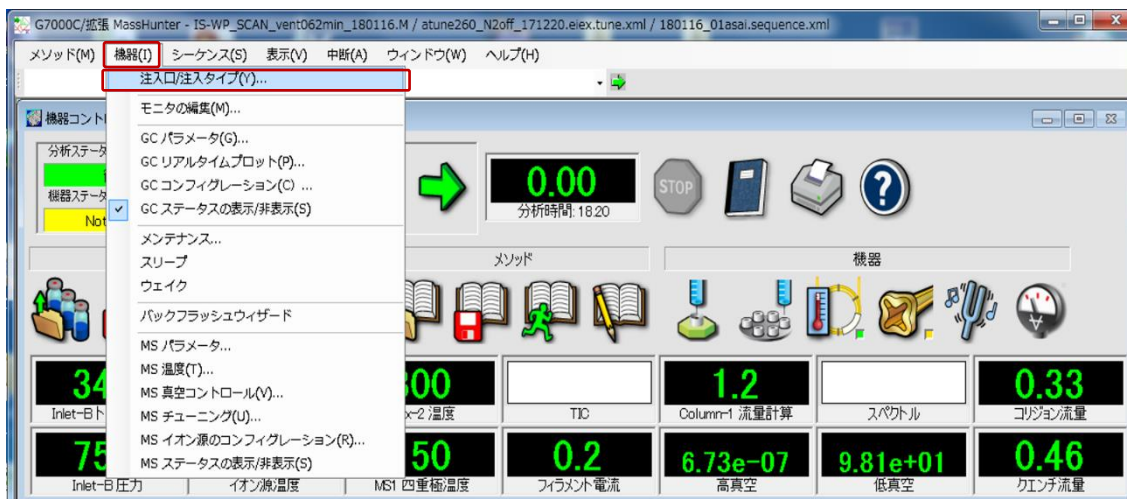 G7000C/拡張 MassHunter - IS-WP_SCAN_vent062min_180116.M / atune260_N2off_171220.eiex.tune.xml / 180116_01asai.sequence.xml
メソッド(M) 機器(I) シーケンス(S) 表示(V) 中断(A) ウィンドウ(W) ヘルプ(H)
注入口/注入タイプ(Y)...
モニタの編集(M)...
GC パラメータ(G)...
GC リアルタイムプロット(P)...
GC コンフィグレーション(C) ...
GC ステータスの表示/非表示(S)
メンテナンス...
スリープ
ウェイク
バックフラッシュウィザード
MS パラメータ...
MS 温度(T)...
MS 真空コントロール(V)...
MS チューニング(U)...
MS イオン源のコンフィグレーション(R)...
MS ステータスの表示/非表示(S)
機器コント
分析ステータ
機器ステータ
Not
0.00
分析時間: 18.20
STOP
メソッド
機器
34
00
1.2
0.33
Inlet-B
x-2 温度
TIC
Column-1 流量計算
スペクトル
コリジョン流量
75
50
0.2
6.73e-07
9.81e+01
0.46
Inlet-B 圧力
イオン源温度
MS1 四重極温度
フィラメント電流
高真空
低真空
クエンチ流量